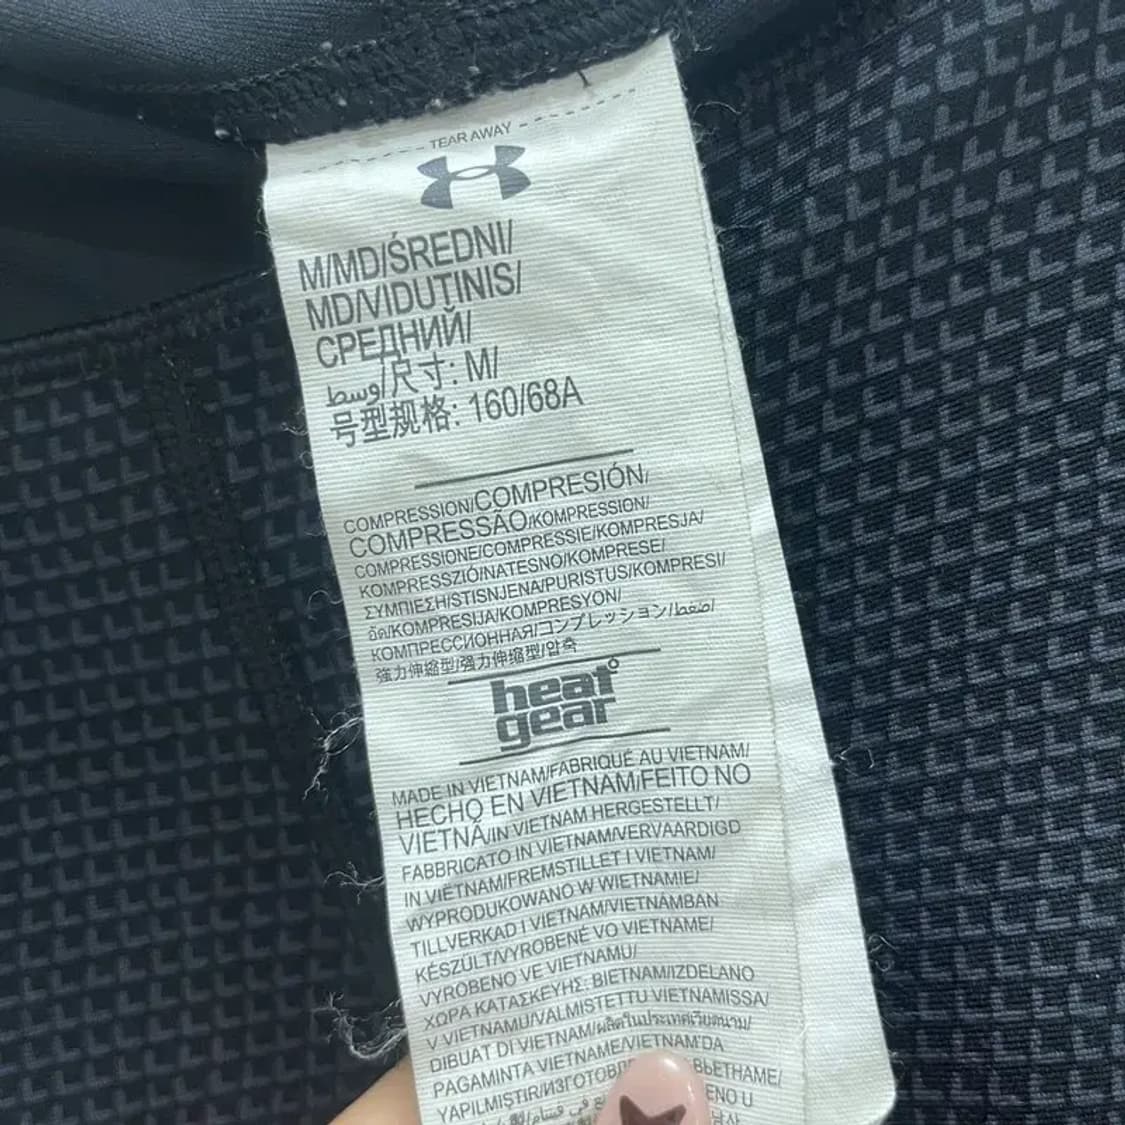 TEAR AWAY
M/MD/ŚREDNI/
MD/VIDUTINIS/
СРЕДНИЙ/
وسط/尺寸: M/
号型规格: 160/68A
COMPRESSION/COMPRESIÓN/
COMPRESSÃO/KOMPRESSION/
COMPRESSIONE/COMPRESSIE/KOMPRESJA/
KOMPRESSZIÓ/NATESNO/KOMPRESE/
ΣΥΜΠΙΕΣΗ/STISNJENA/PURISTUS/KOMPRESI/
อัด/KOMPRESIJA/KOMPRESYON/
КОМПРЕССИОННАЯ/コンプレッション/ضغط/
強力伸縮型/强力伸缩型/압축
heat
gear
MADE IN VIETNAM/FABRIQUÉ AU VIETNAM/
HECHO EN VIETNAM/FEITO NO
VIETNÃ/IN VIETNAM HERGESTELLT/
FABBRICATO IN VIETNAM/VERVAARDIGD
IN VIËTNAM/FREMSTILLET I VIETNAM/
WYPRODUKOWANO W WIETNAMIE/
TILLVERKAD I VIETNAM/VIETNÁMBAN
KÉSZÜLT/VYROBENÉ VO VIETNAME/
VYROBENO VE VIETNAMU/
ΧΩΡΑ ΚΑΤΑΣΚΕΥΗΣ: ΒΙΕΤΝΑΜ/IZDELANO
V VIETNAMU/VALMISTETTU VIETNAMISSA/
DIBUAT DI VIETNAM/ผลิตในประเทศเวียดนาม/
PAGAMINTA VIETNAME/VIETNAM'DA
YAPILMIŞTIR/ВЬЕТНАМЕ/